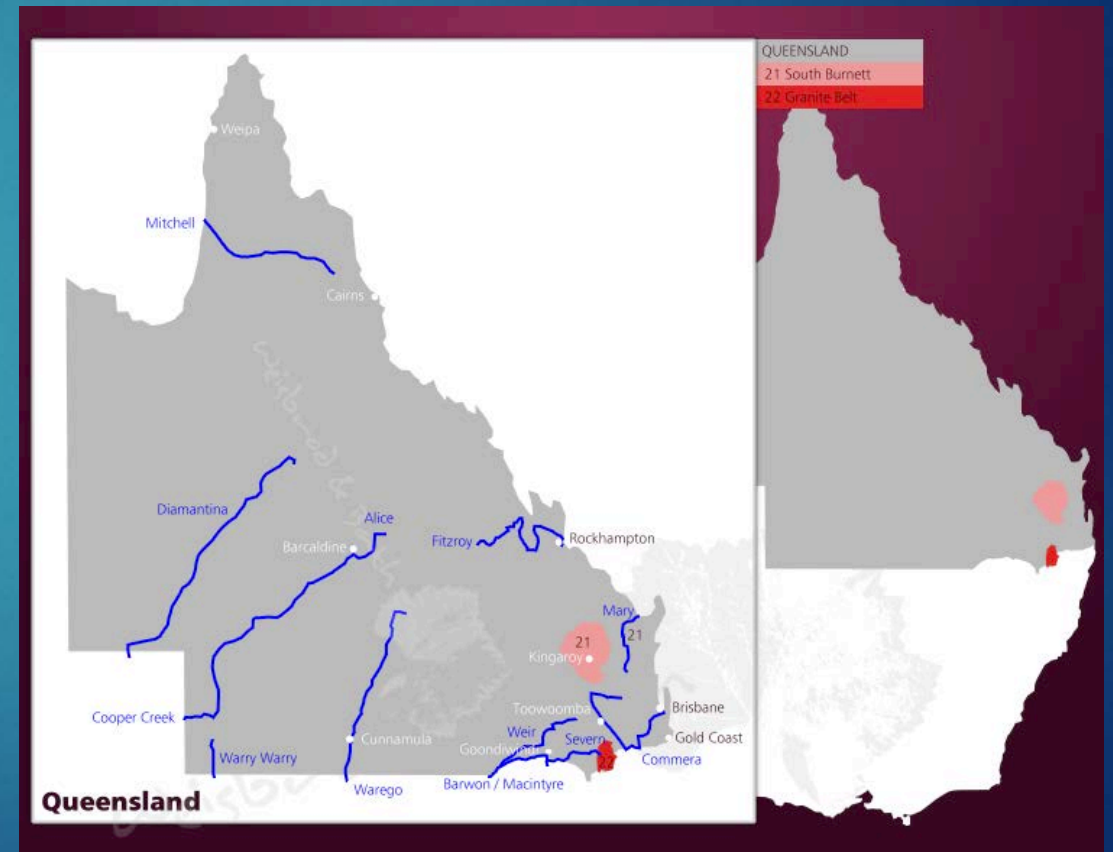 QUEENSLAND
21 South Burnett
22 Granite Belt
Weipa
Mitchell
Cairns
Diamantina
Alice
Barcaldine
Fitzroy
Rockhampton
Mary
21
21
Kingaroy
Cooper Creek
Toowoomba
Brisbane
Weir
Severn
Gold Coast
Cunnamula
Goondiwindi
22
Commera
Warry Warry
Warego
Barwon / Macintyre
Queensland